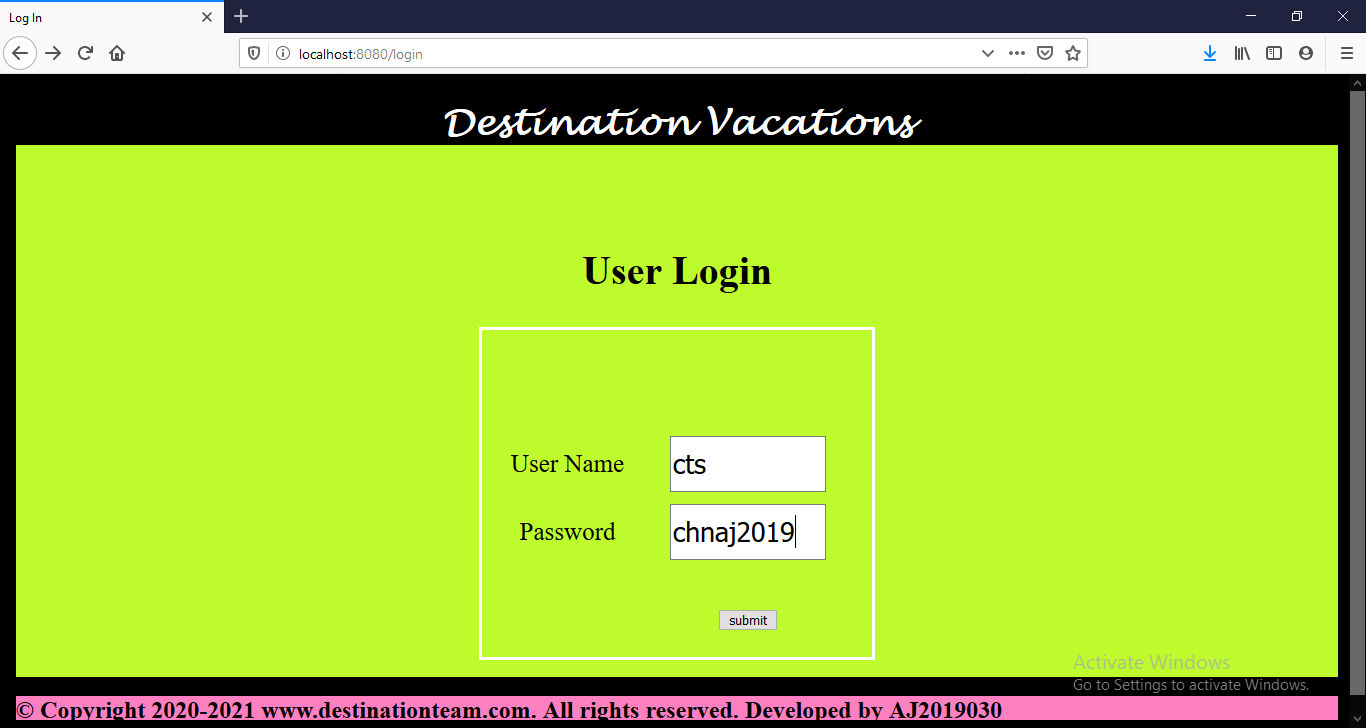 Log In
localhost:8080/login
Destination Vacations
User Login
User Name
cts
Password
chnaj2019
submit
Activate Windows
Go to Settings to activate Windows.
© Copyright 2020-2021 www.destinationteam.com. All rights reserved. Developed by AJ2019030